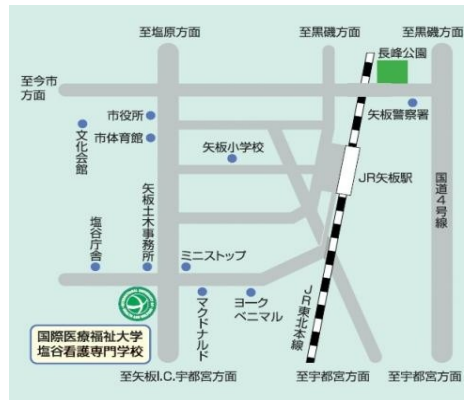 至塩原方面
至黒磯方面
至黒磯方面
長峰公園
至今市
方面
市役所
矢板警察署
文化会館
市体育館
矢板小学校
JR矢板駅
国道4号線
矢板土木事務所
塩谷庁舎
ミニストップ
マクドナルド
ヨーク
ベニマル
JR東北本線
国際医療福祉大学
塩谷看護専門学校
至矢板I.C.宇都宮方面
至宇都宮方面
至宇都宮方面